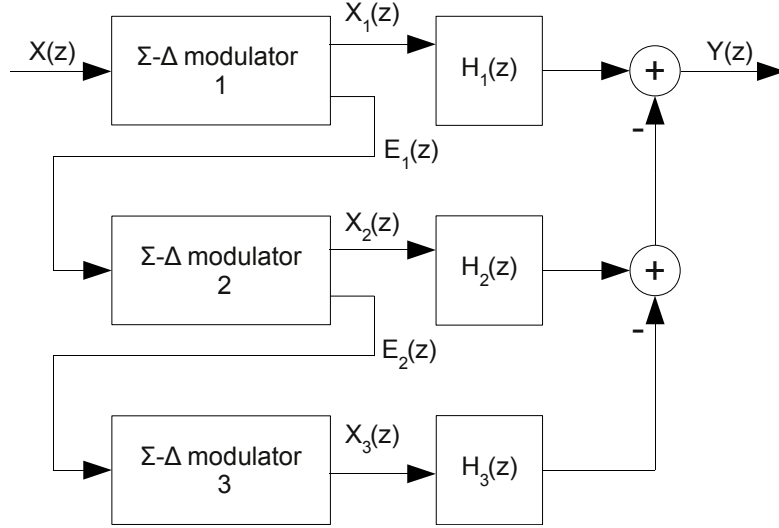 X(z)
Σ-Δ modulator
1
X₁(z)
H₁(z)
+
Y(z)
-
E₁(z)
Σ-Δ modulator
2
X₂(z)
H₂(z)
+
-
E₂(z)
Σ-Δ modulator
3
X₃(z)
H₃(z)